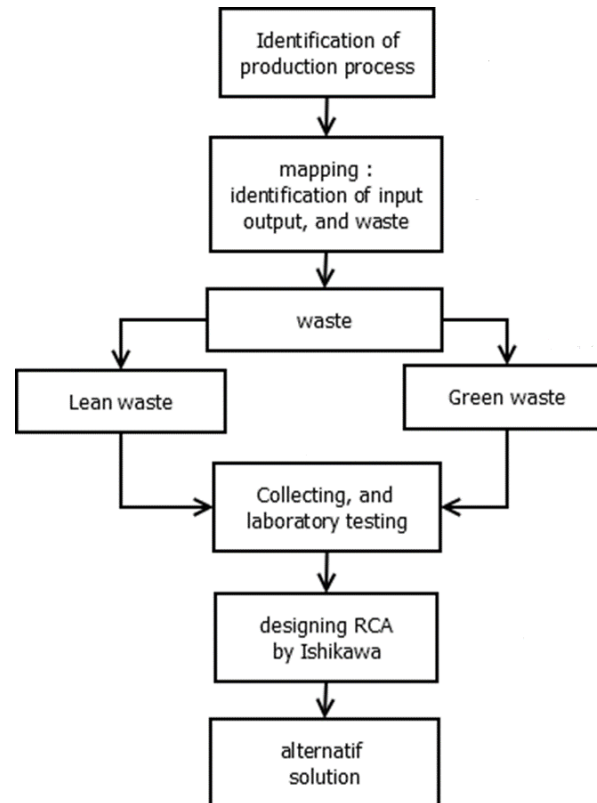 Identification of
production process
mapping :
identification of input
output, and waste
waste
Lean waste
Green waste
Collecting, and
laboratory testing
designing RCA
by Ishikawa
alternatif
solution